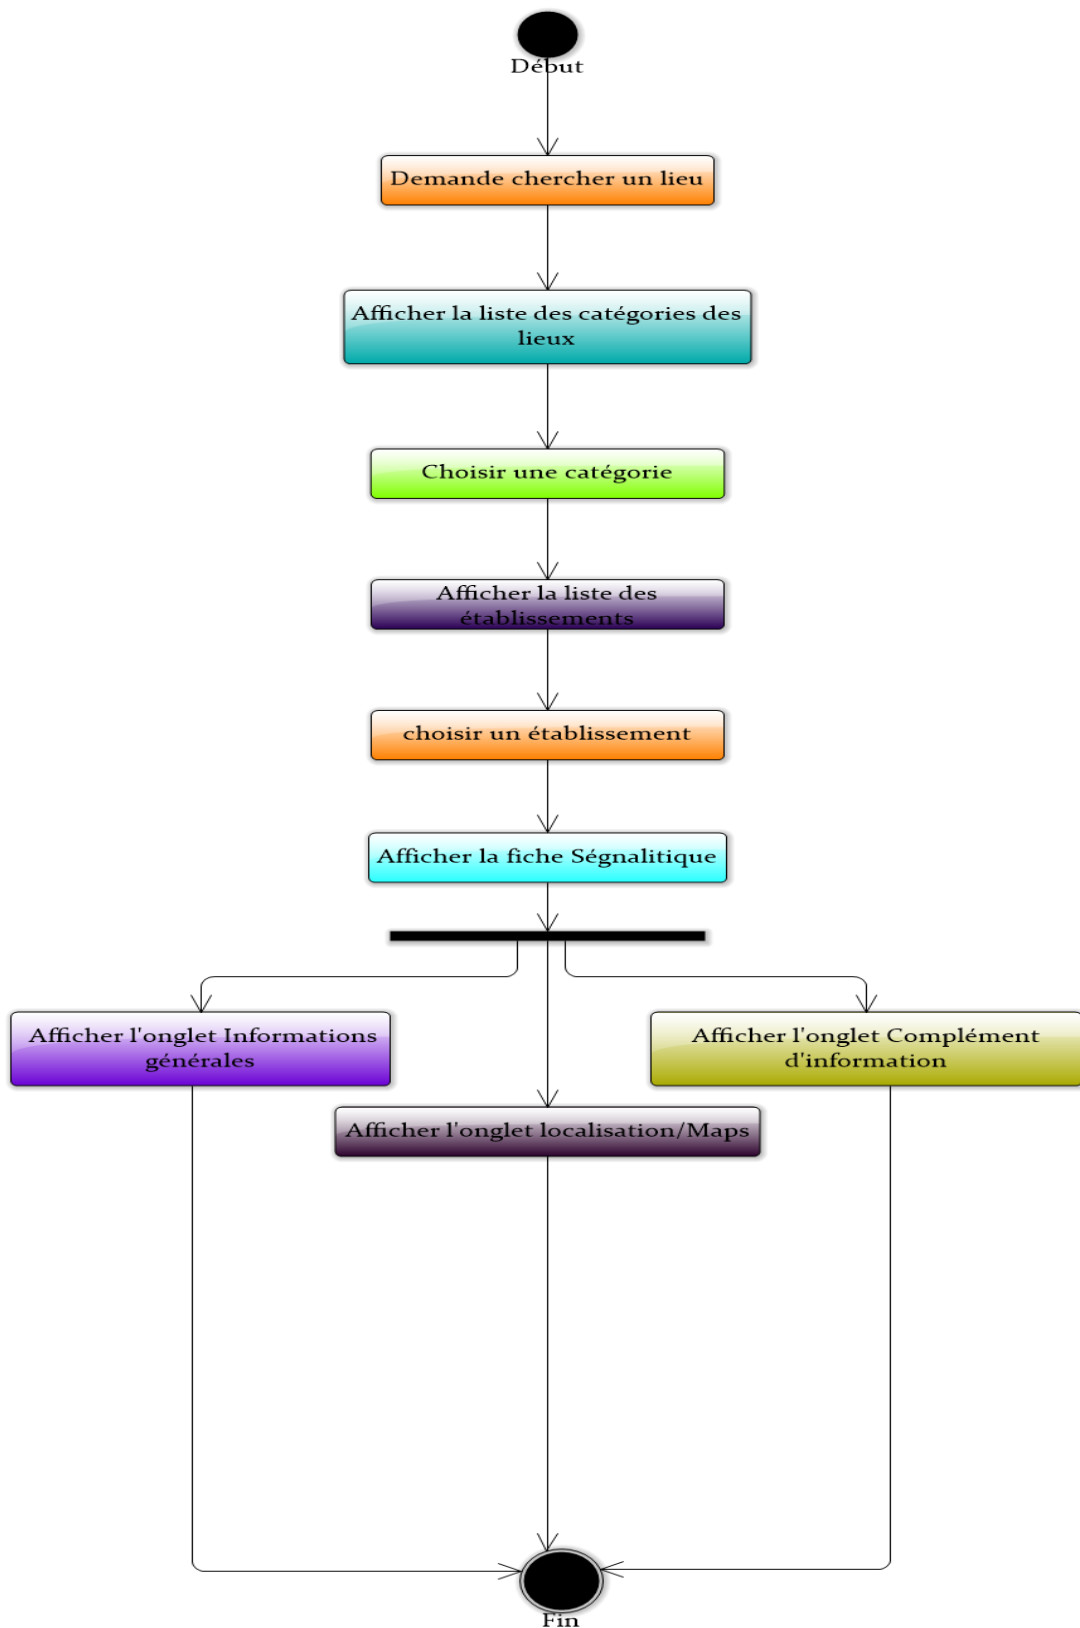 Début
Demande chercher un lieu
Afficher la liste des catégories des
lieux
Choisir une catégorie
Afficher la liste des
établissements
choisir un établissement
Afficher la fiche Ségnalitique
Afficher l'onglet Informations
générales
Afficher l'onglet Complément
d'information
Afficher l'onglet localisation/Maps
Fin